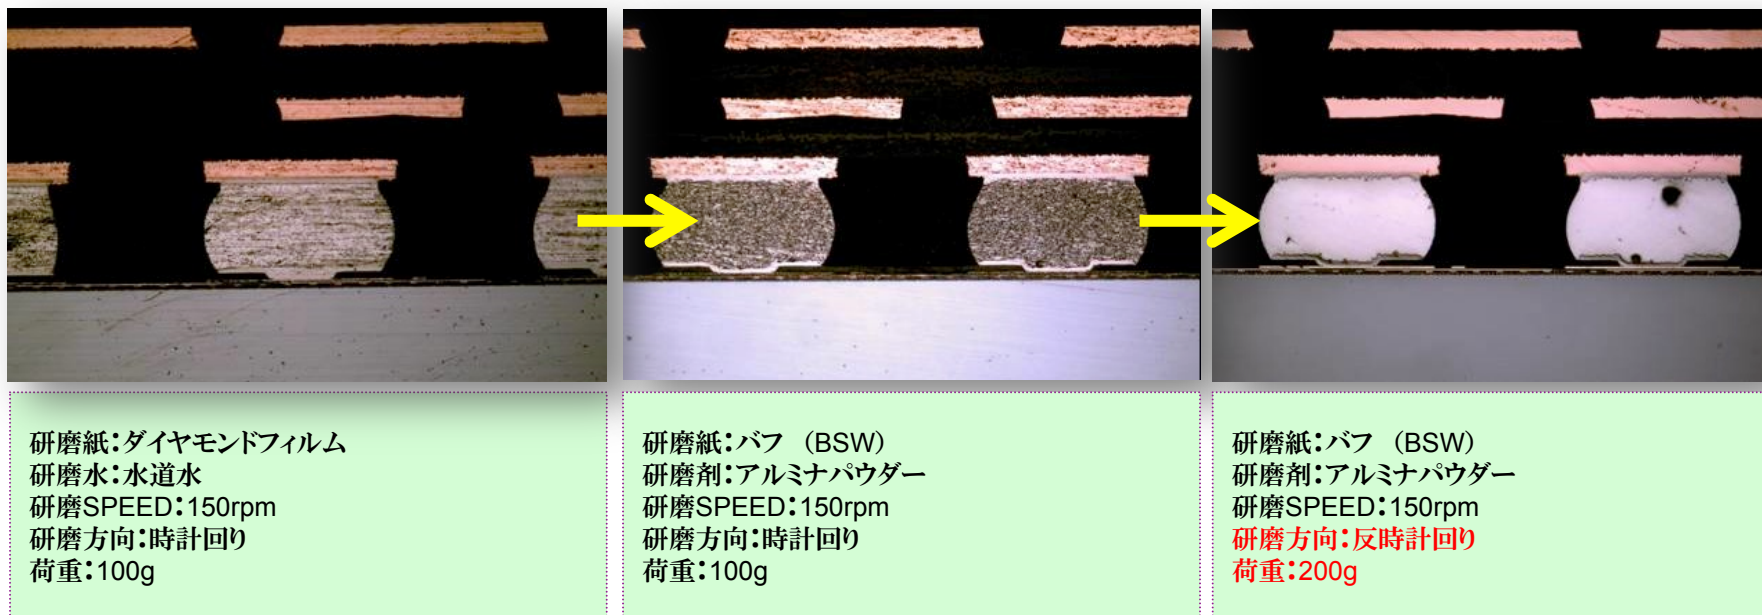 研磨紙：ダイヤモンドフィルム
研磨水：水道水
研磨SPEED：150rpm
研磨方向：時計回り
荷重：100g
研磨紙：バフ （BSW）
研磨剤：アルミナパウダー
研磨SPEED：150rpm
研磨方向：時計回り
荷重：100g
研磨紙：バフ （BSW）
研磨剤：アルミナパウダー
研磨SPEED：150rpm
研磨方向：反時計回り
荷重：200g